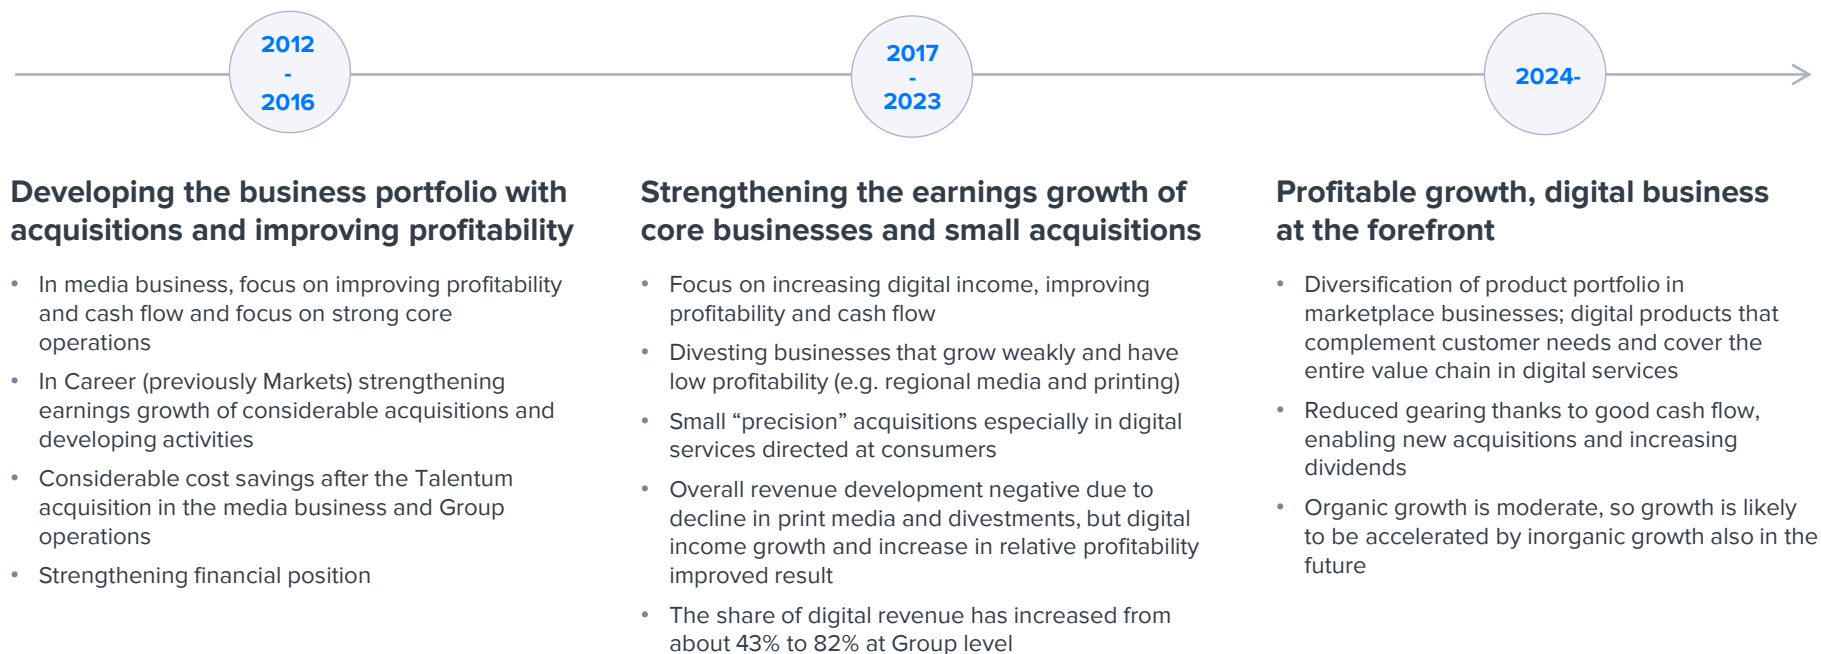 2012
-
2016
2017
-
2023
2024-
Developing the business portfolio with
acquisitions and improving profitability
• In media business, focus on improving profitability
and cash flow and focus on strong core
operations
• In Career (previously Markets) strengthening
earnings growth of considerable acquisitions and
developing activities
• Considerable cost savings after the Talentum
acquisition in the media business and Group
operations
• Strengthening financial position
Strengthening the earnings growth of
core businesses and small acquisitions
• Focus on increasing digital income, improving
profitability and cash flow
• Divesting businesses that grow weakly and have
low profitability (e.g. regional media and printing)
• Small “precision” acquisitions especially in digital
services directed at consumers
• Overall revenue development negative due to
decline in print media and divestments, but digital
income growth and increase in relative profitability
improved result
• The share of digital revenue has increased from
about 43% to 82% at Group level
Profitable growth, digital business
at the forefront
• Diversification of product portfolio in
marketplace businesses; digital products that
complement customer needs and cover the
entire value chain in digital services
• Reduced gearing thanks to good cash flow,
enabling new acquisitions and increasing
dividends
• Organic growth is moderate, so growth is likely
to be accelerated by inorganic growth also in the
future